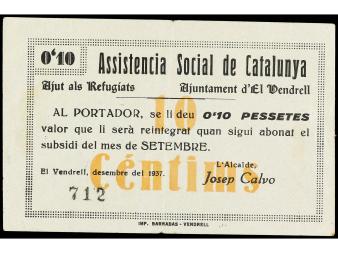 0'10 Assistencia Social de Catalunya
Ajut als Refugiats Ajuntament d'El Vendrell
AL PORTADOR, se li deu 0'10 PESSETES
valor que li serà reintegrat quan sigui abonat el
subsidi del mes de SETEMBRE.
10
Céntims
El Vendrell, desembre del 1937.
L'Alcalde,
712
Josep Calvo
IMP. BARRADAS - VENDRELL